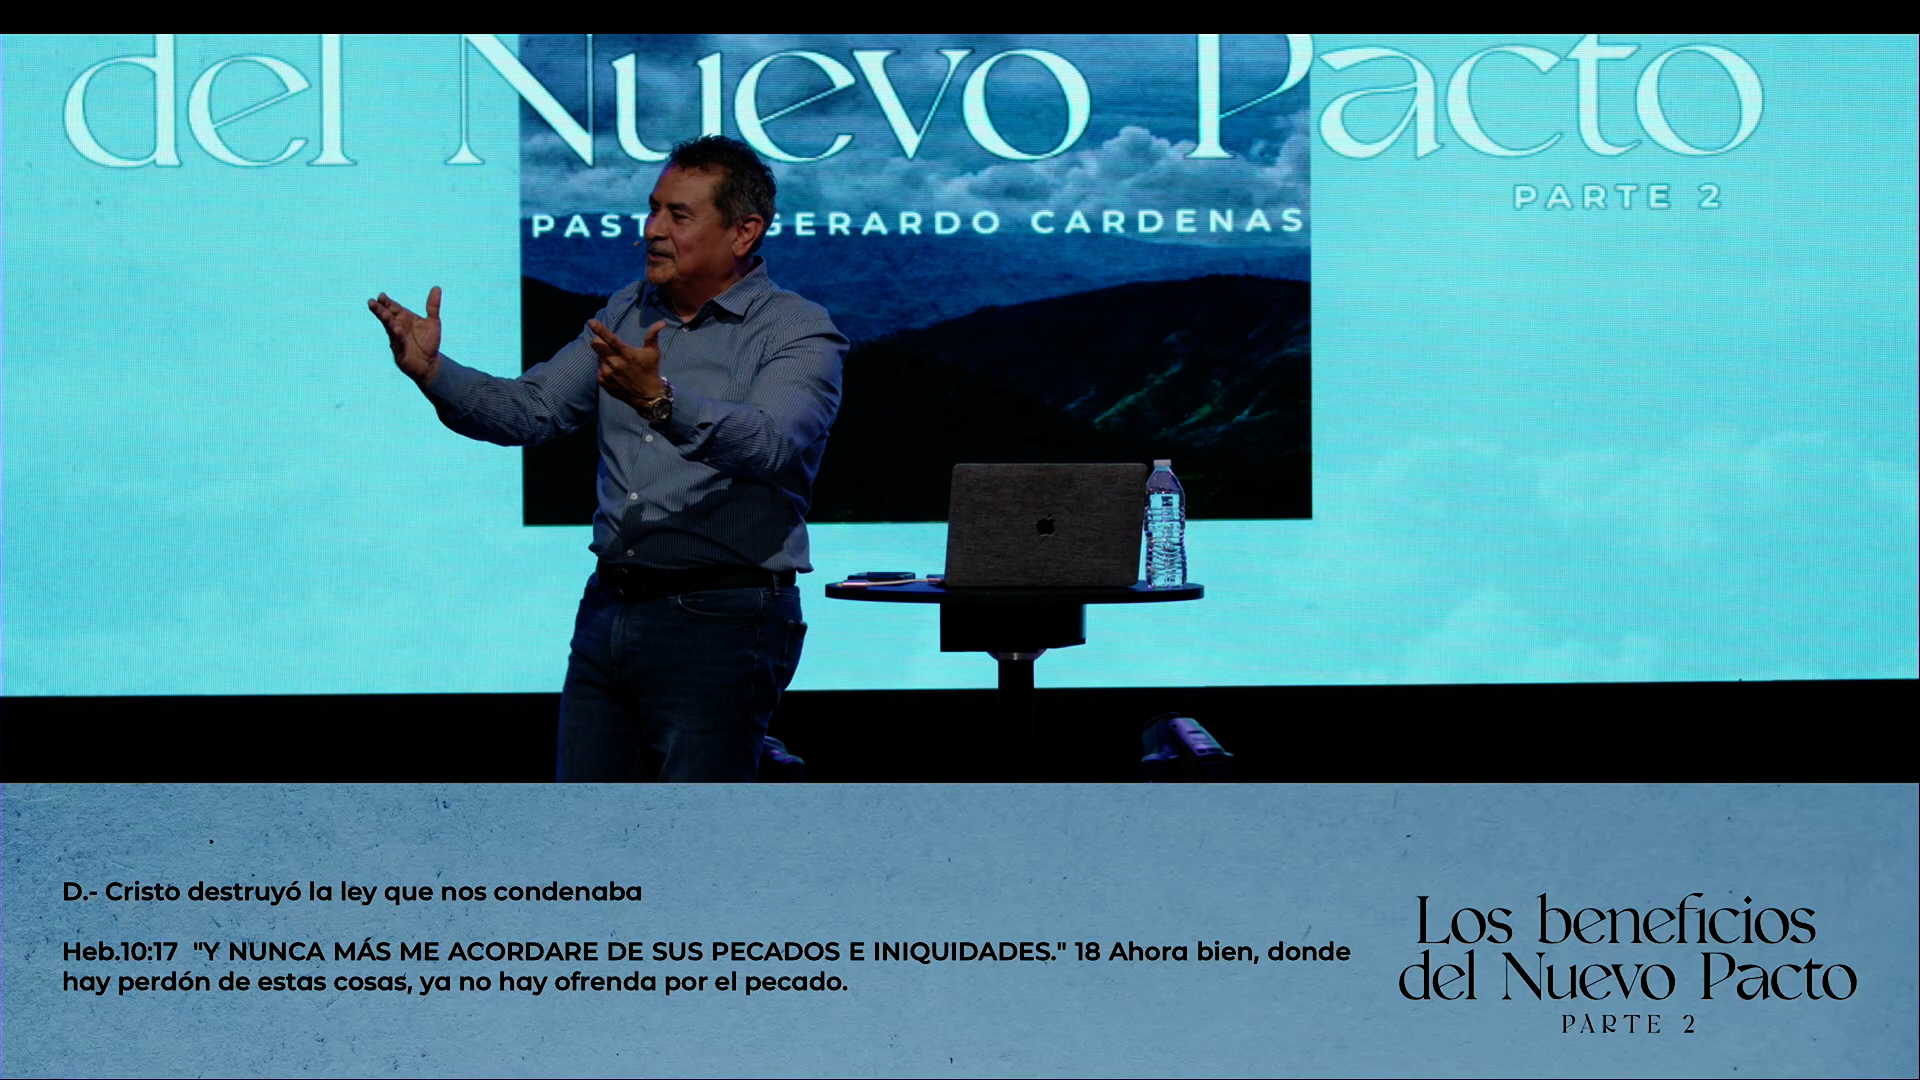 del Nuevo Pacto
PARTE 2
GERARDO CARDENAS
D.- Cristo destruyó la ley que nos condenaba
Heb.10:17 "Y NUNCA MÁS ME ACORDARE DE SUS PECADOS E INIQUIDADES." 18 Ahora bien, donde
hay perdón de estas cosas, ya no hay ofrenda por el pecado.
Los beneficios
del Nuevo Pacto
PARTE 2